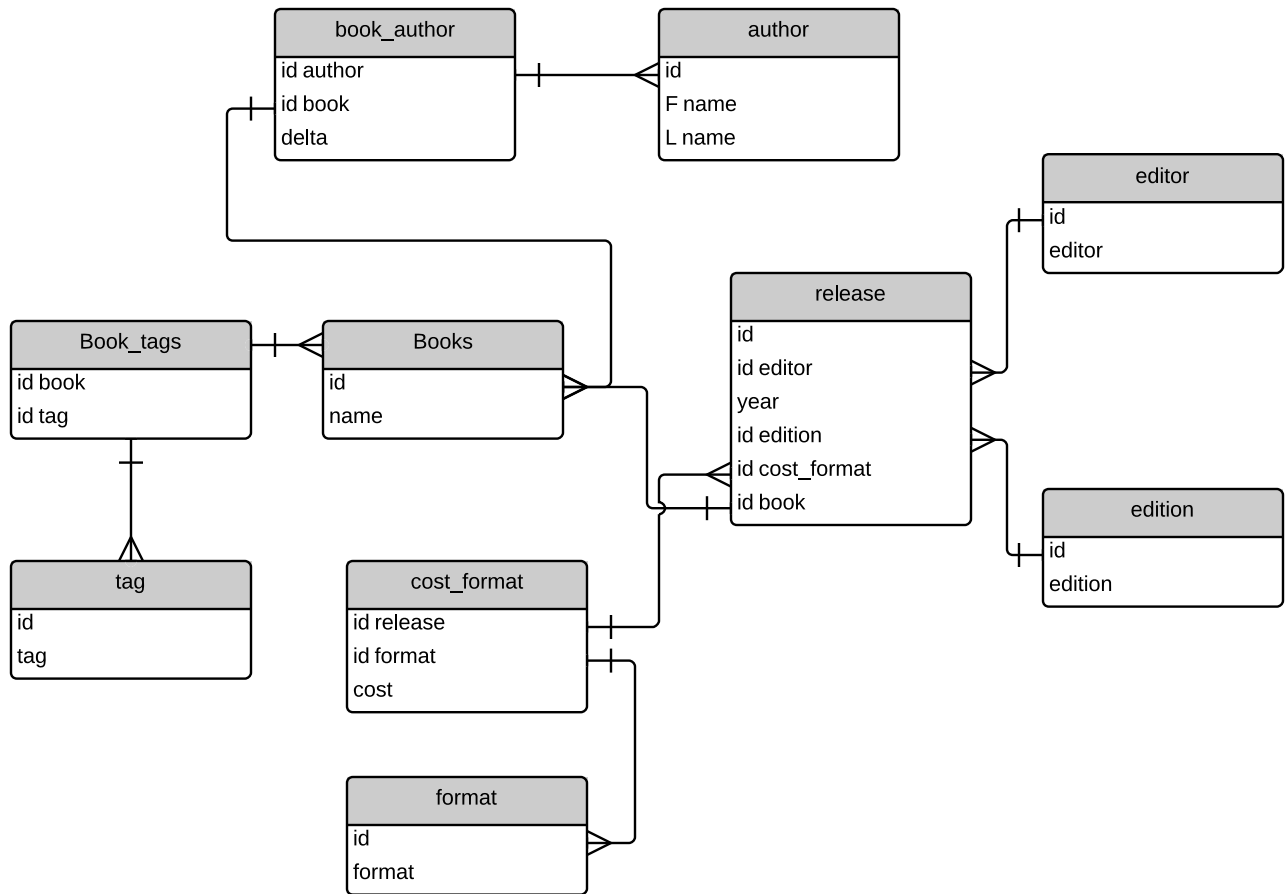 book_author
id author
id book
delta
author
id
F name
L name
editor
id
editor
release
id
id editor
year
id edition
id cost_format
id book
Book_tags
id book
id tag
Books
id
name
edition
id
edition
tag
id
tag
cost_format
id release
id format
cost
format
id
format